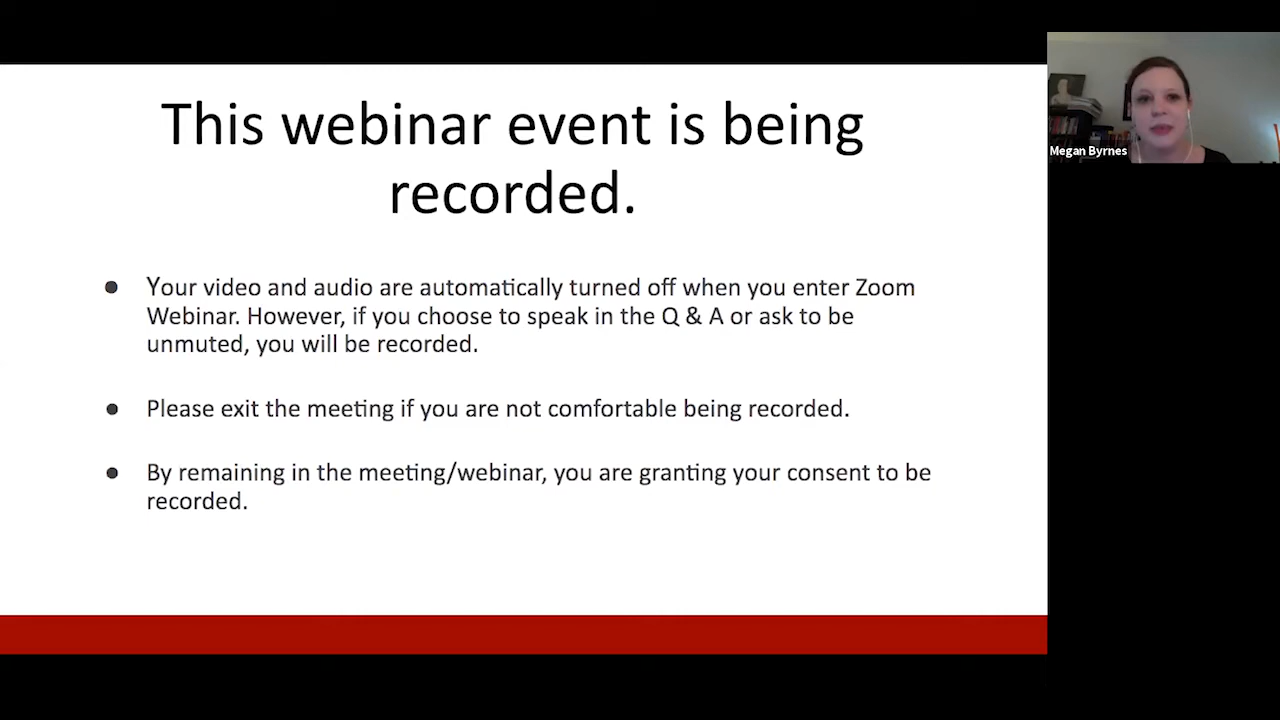 This webinar event is being
recorded.
● Your video and audio are automatically turned off when you enter Zoom
Webinar. However, if you choose to speak in the Q & A or ask to be
unmuted, you will be recorded.
● Please exit the meeting if you are not comfortable being recorded.
● By remaining in the meeting/webinar, you are granting your consent to be
recorded.
Megan Byrnes